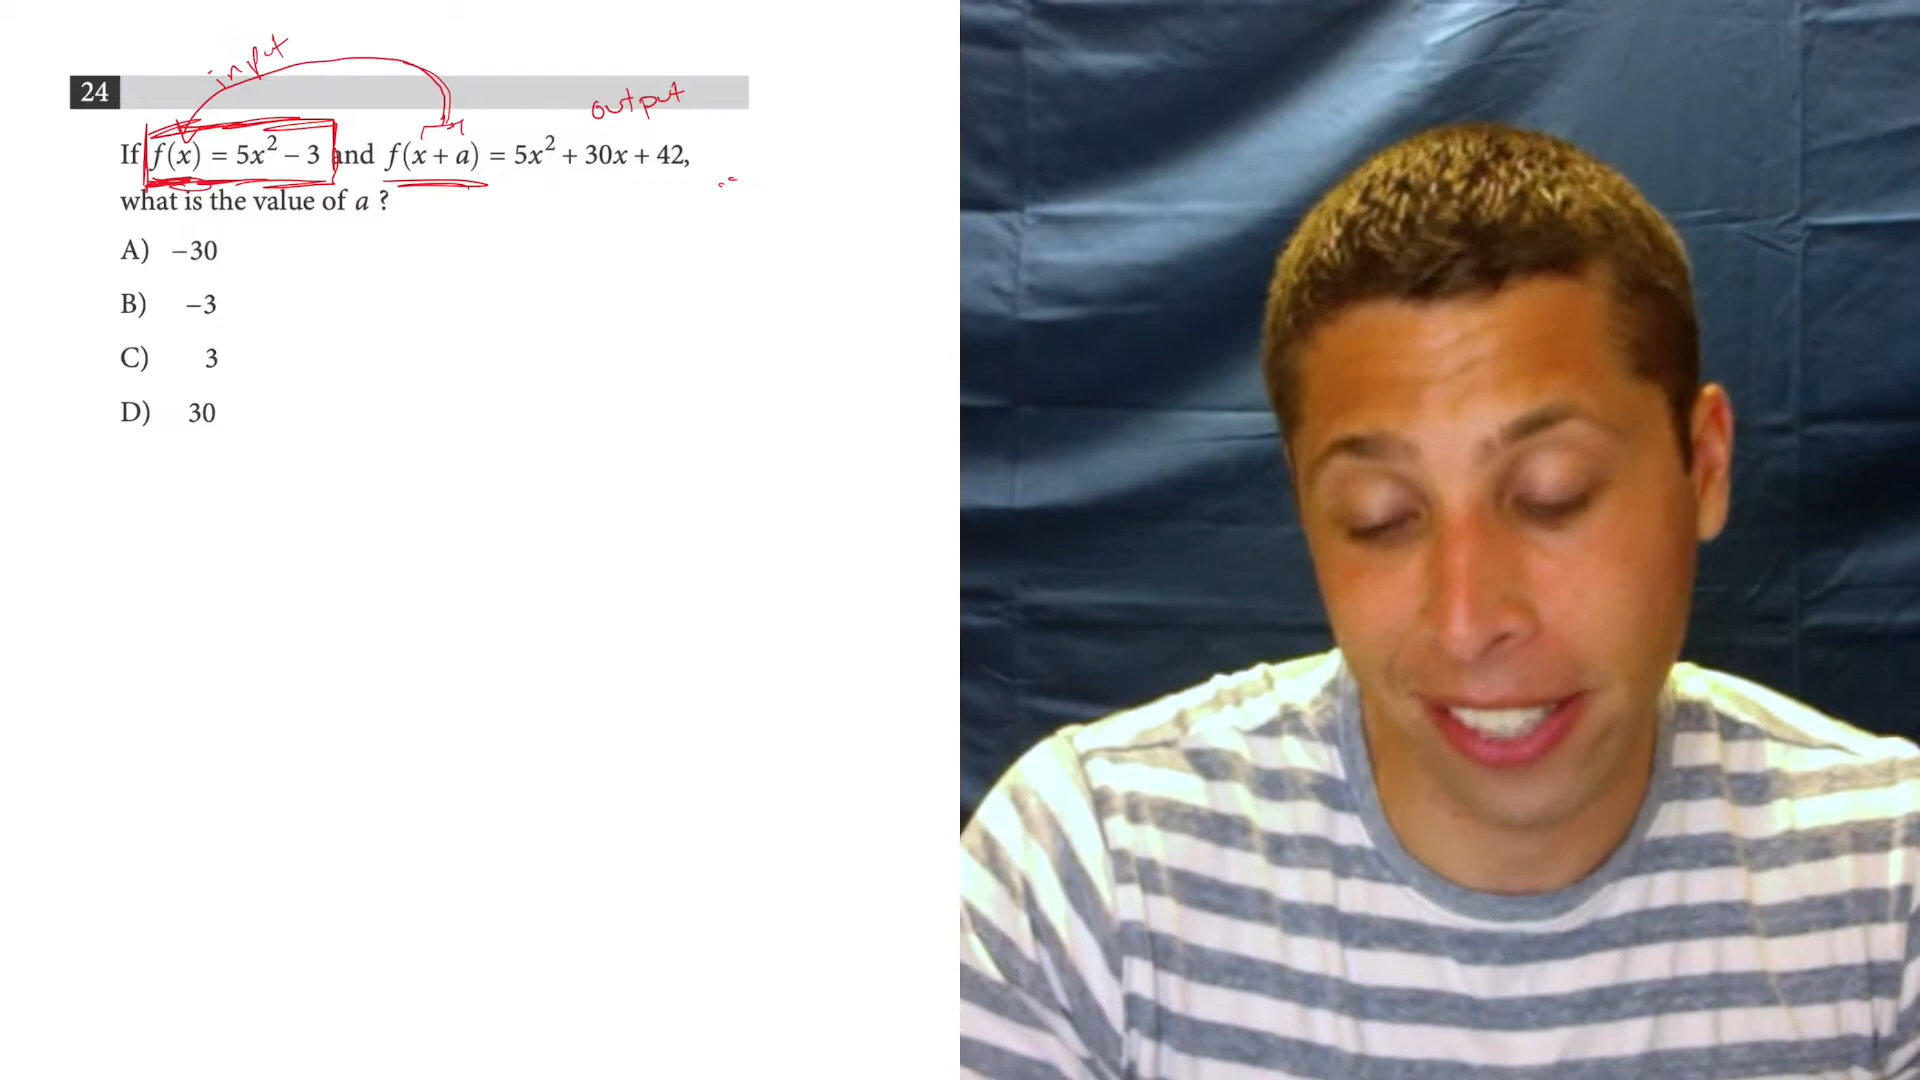 input
24
output
If f(x) = 5x² − 3 and f(x + a) = 5x² + 30x + 42,
what is the value of a ?
A) −30
B) −3
C) 3
D) 30